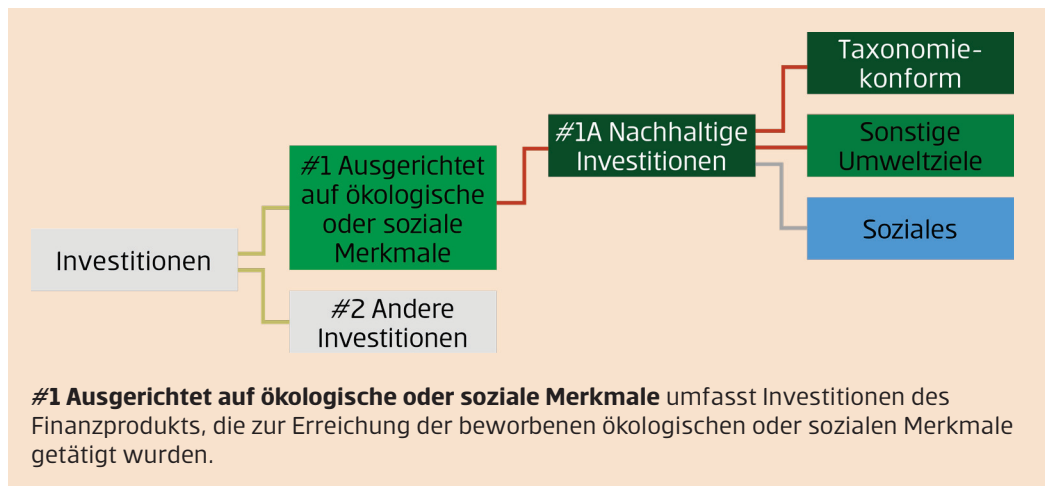 Taxonomie-
konform
#1A Nachhaltige
Investitionen
Sonstige
Umweltziele
#1 Ausgerichtet
auf ökologische
oder soziale
Merkmale
Soziales
Investitionen
#2 Andere
Investitionen
#1 Ausgerichtet auf ökologische oder soziale Merkmale umfasst Investitionen des
Finanzprodukts, die zur Erreichung der beworbenen ökologischen oder sozialen Merkmale
getätigt wurden.